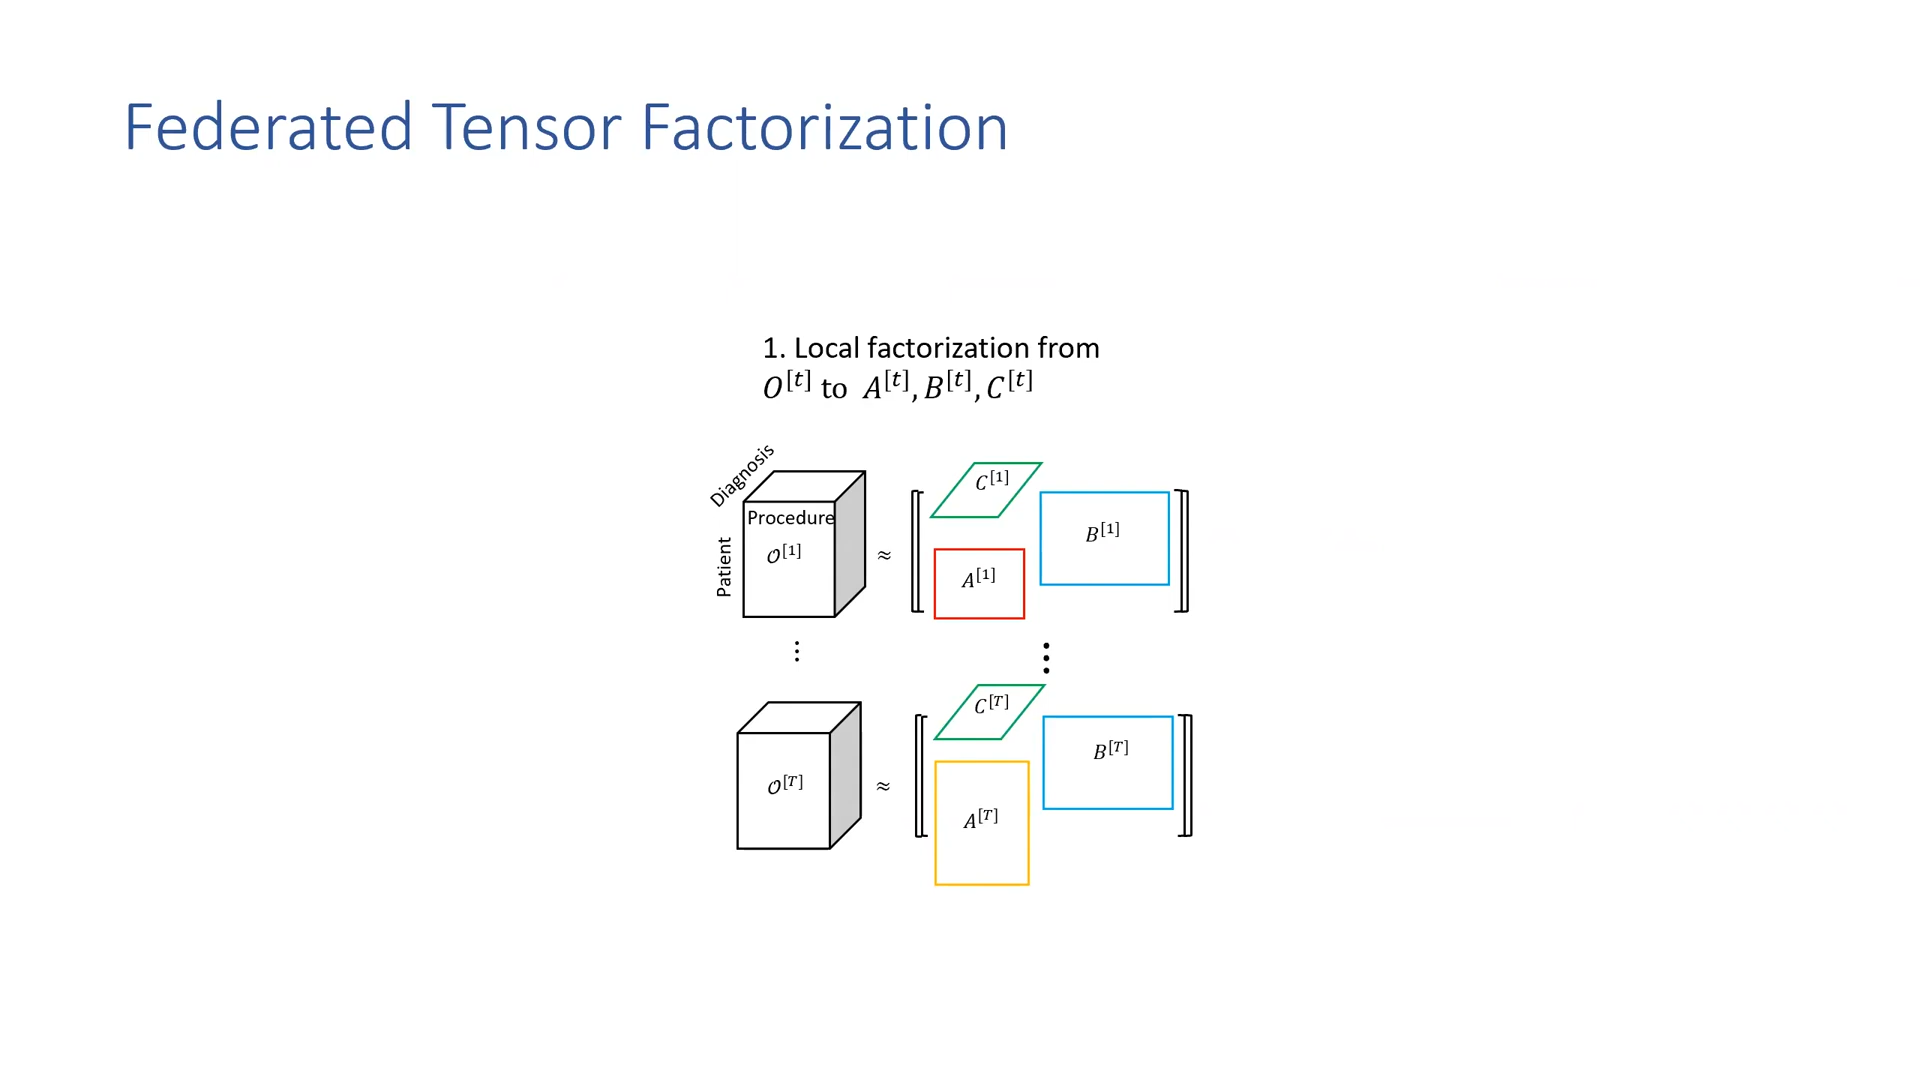 Federated Tensor Factorization
1. Local factorization from
O^[t] to A^[t], B^[t], C^[t]
Diagnosis
Procedure
Patient
𝒪^[1]
≈
C^[1]
B^[1]
A^[1]
⋮
⋮
𝒪^[T]
≈
C^[T]
B^[T]
A^[T]